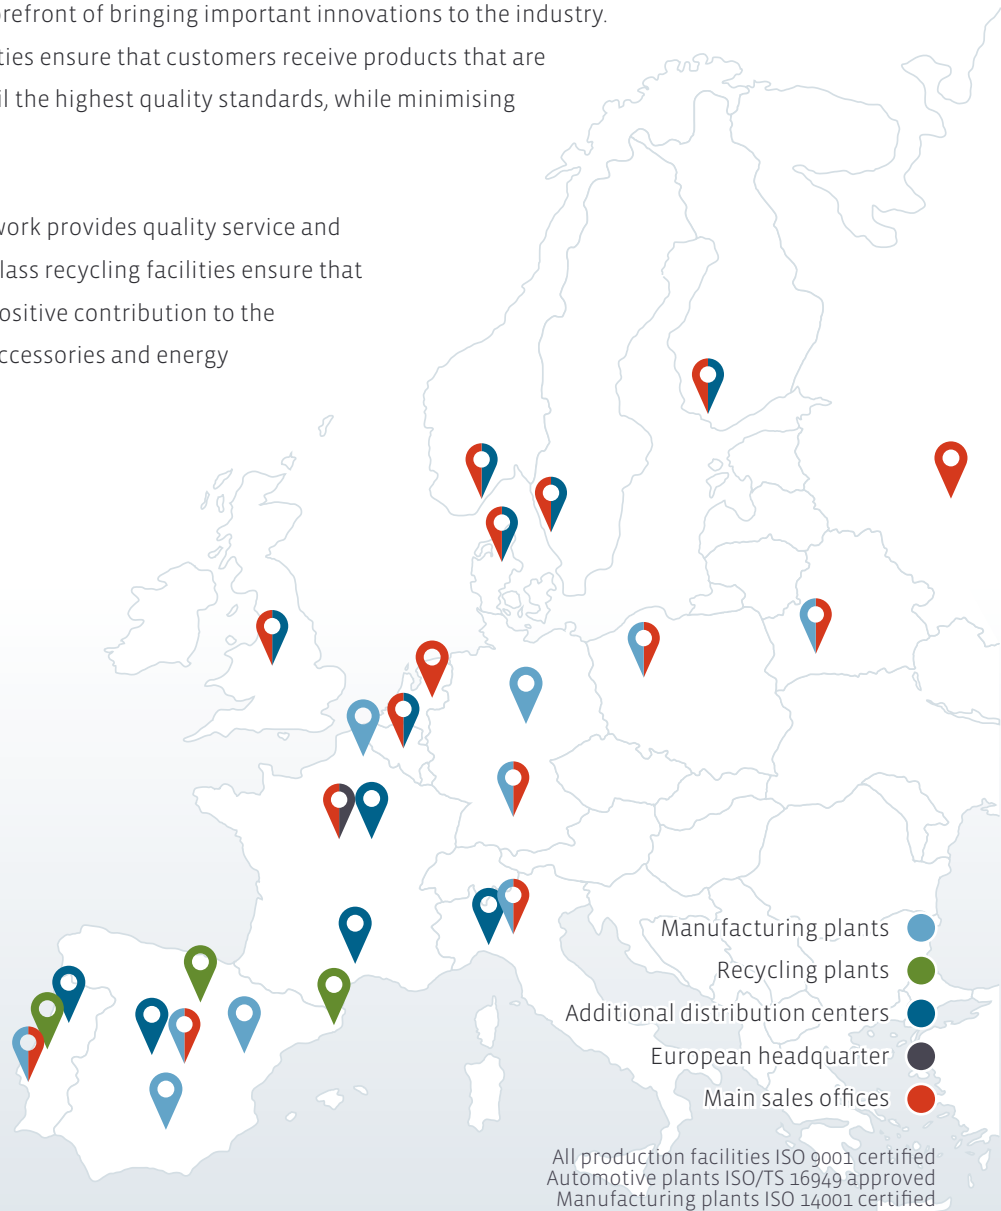 refront of bringing important innovations to the industry.
ties ensure that customers receive products that are
il the highest quality standards, while minimising
work provides quality service and
lass recycling facilities ensure that
ositive contribution to the
ccessories and energy
Manufacturing plants
Recycling plants
Additional distribution centers
European headquarter
Main sales offices
All production facilities ISO 9001 certified
Automotive plants ISO/TS 16949 approved
Manufacturing plants ISO 14001 certified